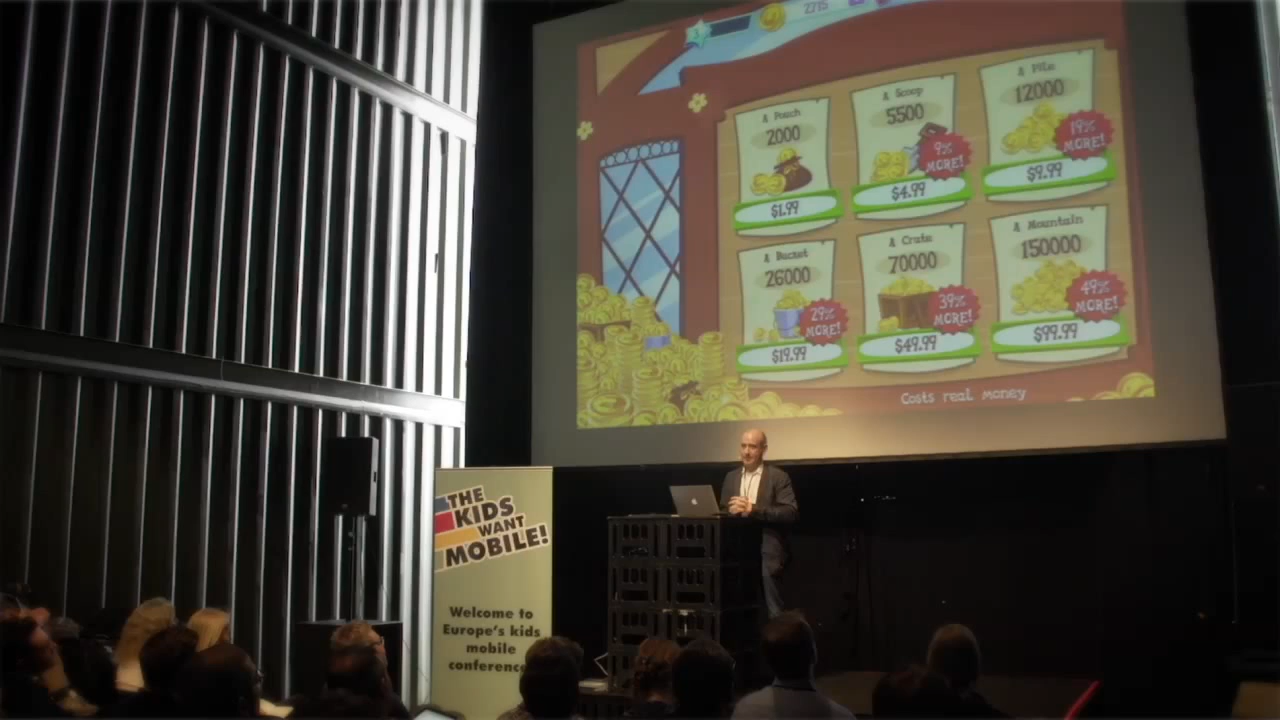 2715
A Pouch
2000
$1.99
A Scoop
5500
9%
MORE!
$4.99
A Pile
12000
19%
MORE!
$9.99
A Bucket
26000
29%
MORE!
$19.99
A Crate
70000
39%
MORE!
$49.99
A Mountain
150000
49%
MORE!
$99.99
Costs real money
THE
KIDS
WANT
MOBILE!
Welcome to
Europe's kids
mobile
conference